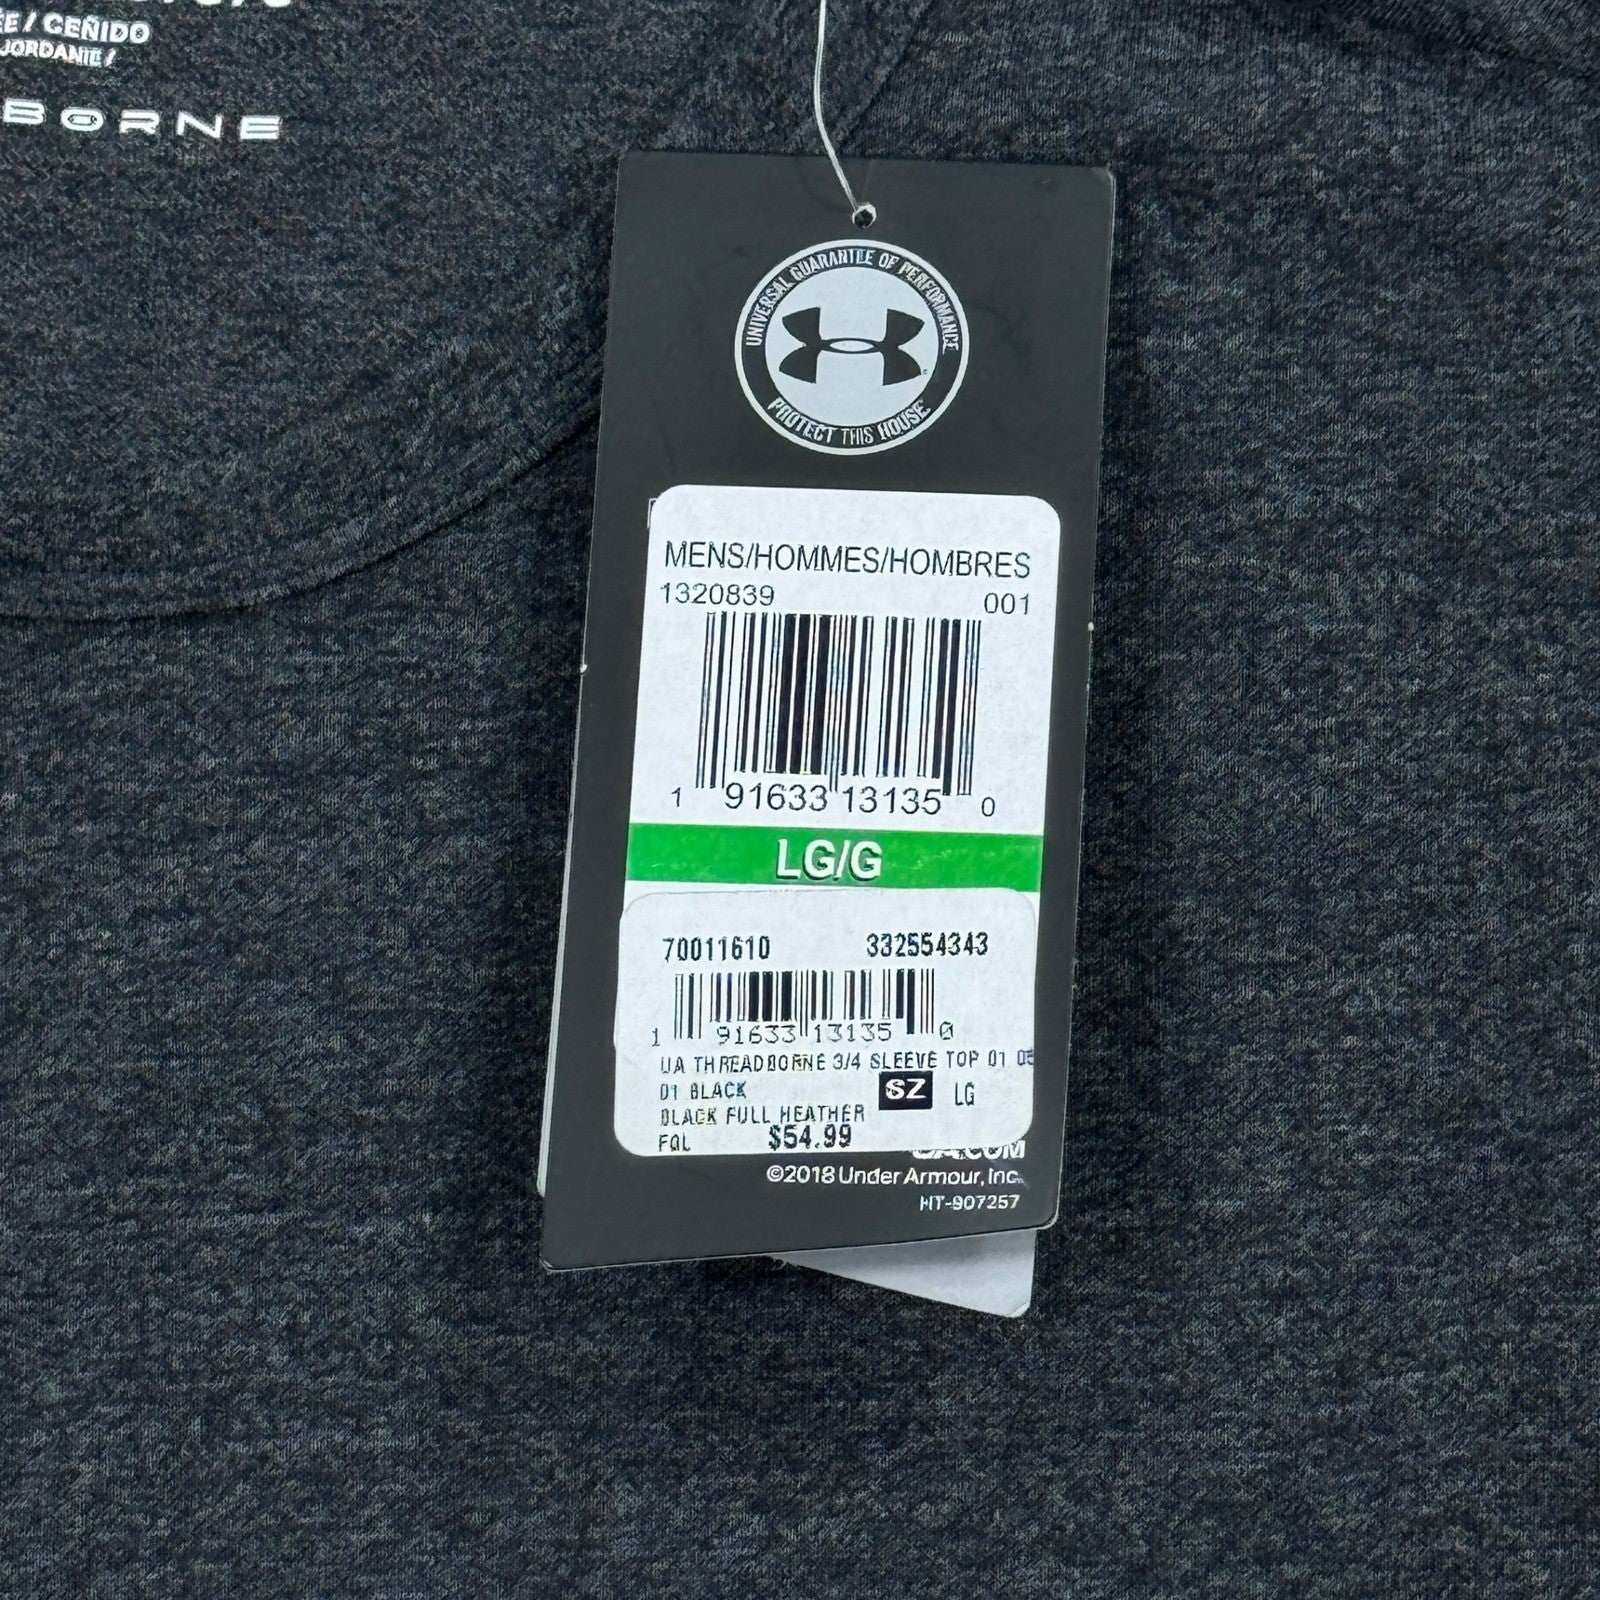 / CEÑIDO
JORDANIE /
BORNE
UNIVERSAL GUARANTEE OF PERFORMANCE
PROTECT THIS HOUSE
MENS/HOMMES/HOMBRES
1320839 001
1 91633 13135 0
LG/G
70011610 332554343
1 91633 13135 0
UA THREADBORNE 3/4 SLEEVE TOP 01
01 BLACK SZ LG
BLACK FULL HEATHER
$54.99
UA.COM
©2018 Under Armour, Inc.
HT-907257